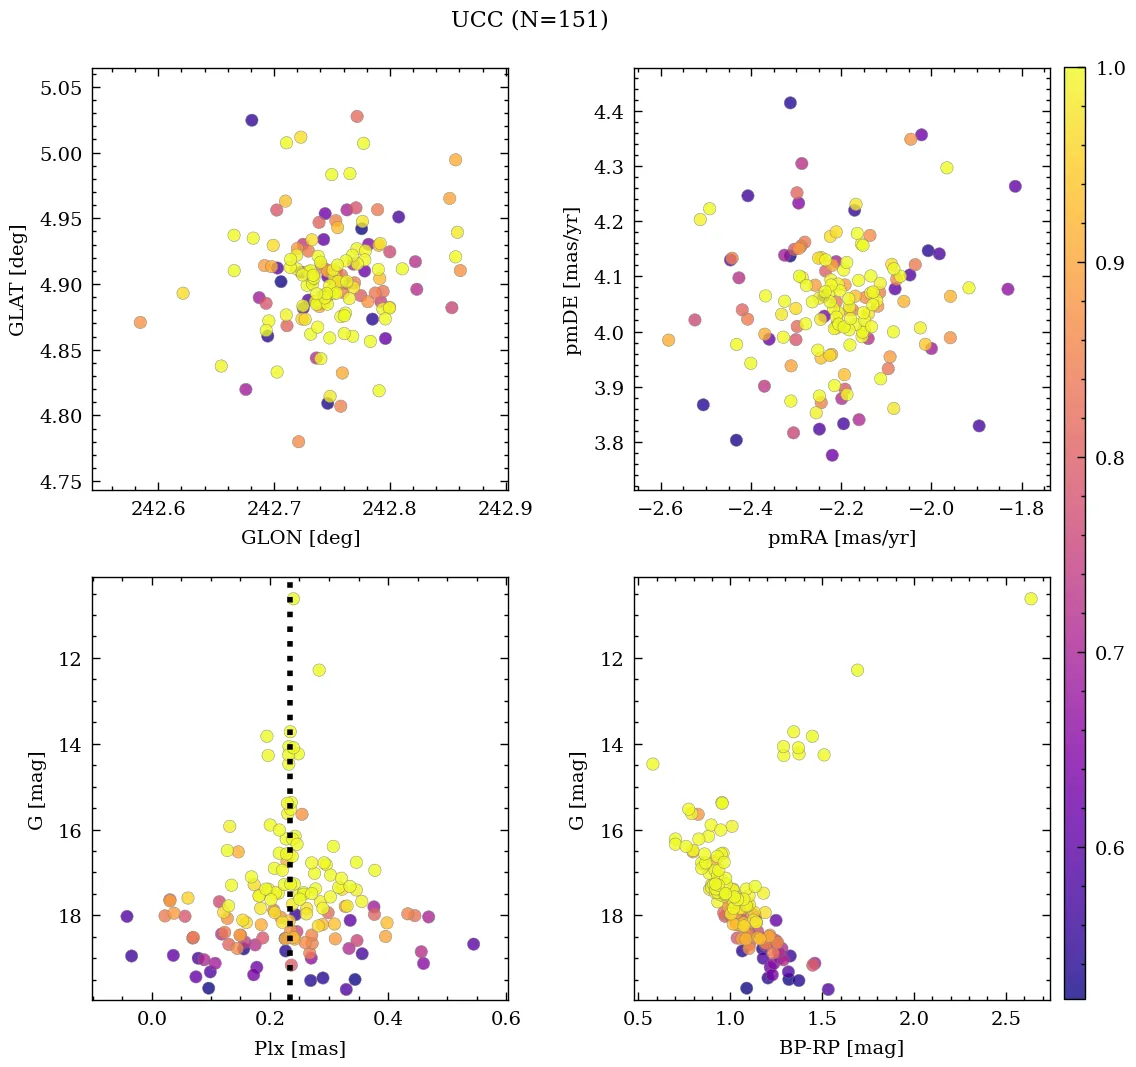 UCC (N=151)
5.05
5.00
4.95
4.90
4.85
4.80
4.75
GLAT [deg]
242.6 242.7 242.8 242.9
GLON [deg]
4.4
4.3
4.2
4.1
4.0
3.9
3.8
pmDE [mas/yr]
−2.6 −2.4 −2.2 −2.0 −1.8
pmRA [mas/yr]
12
14
16
18
G [mag]
0.0 0.2 0.4 0.6
Plx [mas]
12
14
16
18
G [mag]
0.5 1.0 1.5 2.0 2.5
BP-RP [mag]
1.0
0.9
0.8
0.7
0.6